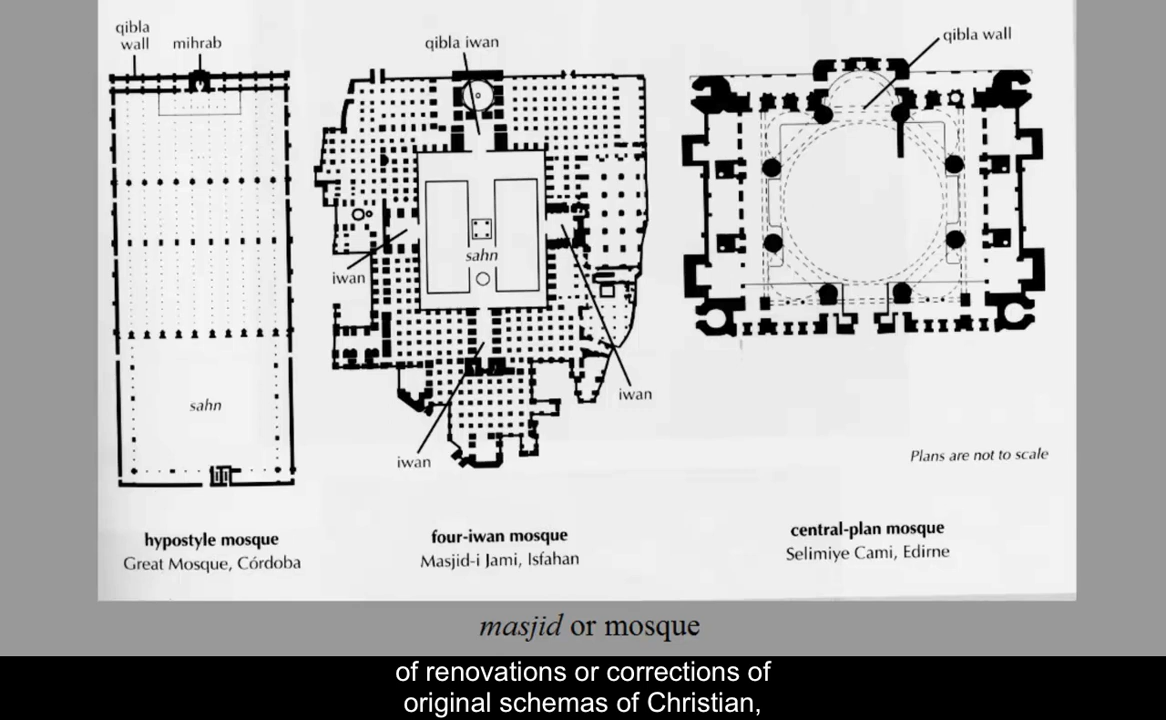 qibla
wall
mihrab
sahn
hypostyle mosque
Great Mosque, Córdoba
qibla iwan
iwan
sahn
iwan
iwan
four-iwan mosque
Masjid-i Jami, Isfahan
qibla wall
Plans are not to scale
central-plan mosque
Selimiye Cami, Edirne
masjid or mosque
of renovations or corrections of
original schemas of Christian,